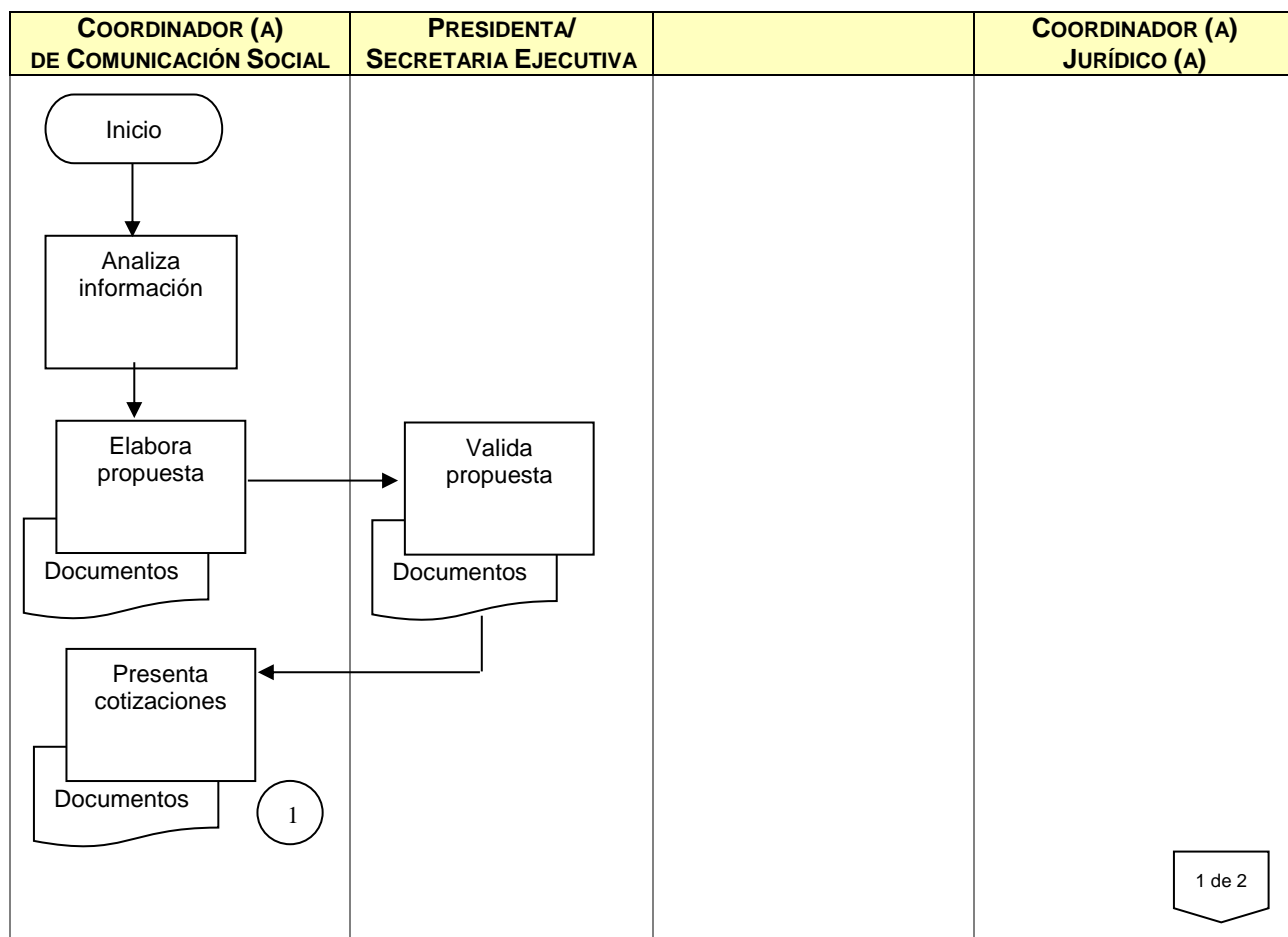 COORDINADOR (A)
DE COMUNICACIÓN SOCIAL
PRESIDENTA/
SECRETARIA EJECUTIVA
COORDINADOR (A)
JURÍDICO (A)
Inicio
Analiza
información
Elabora
propuesta
Documentos
Valida
propuesta
Documentos
Presenta
cotizaciones
Documentos
1
1 de 2